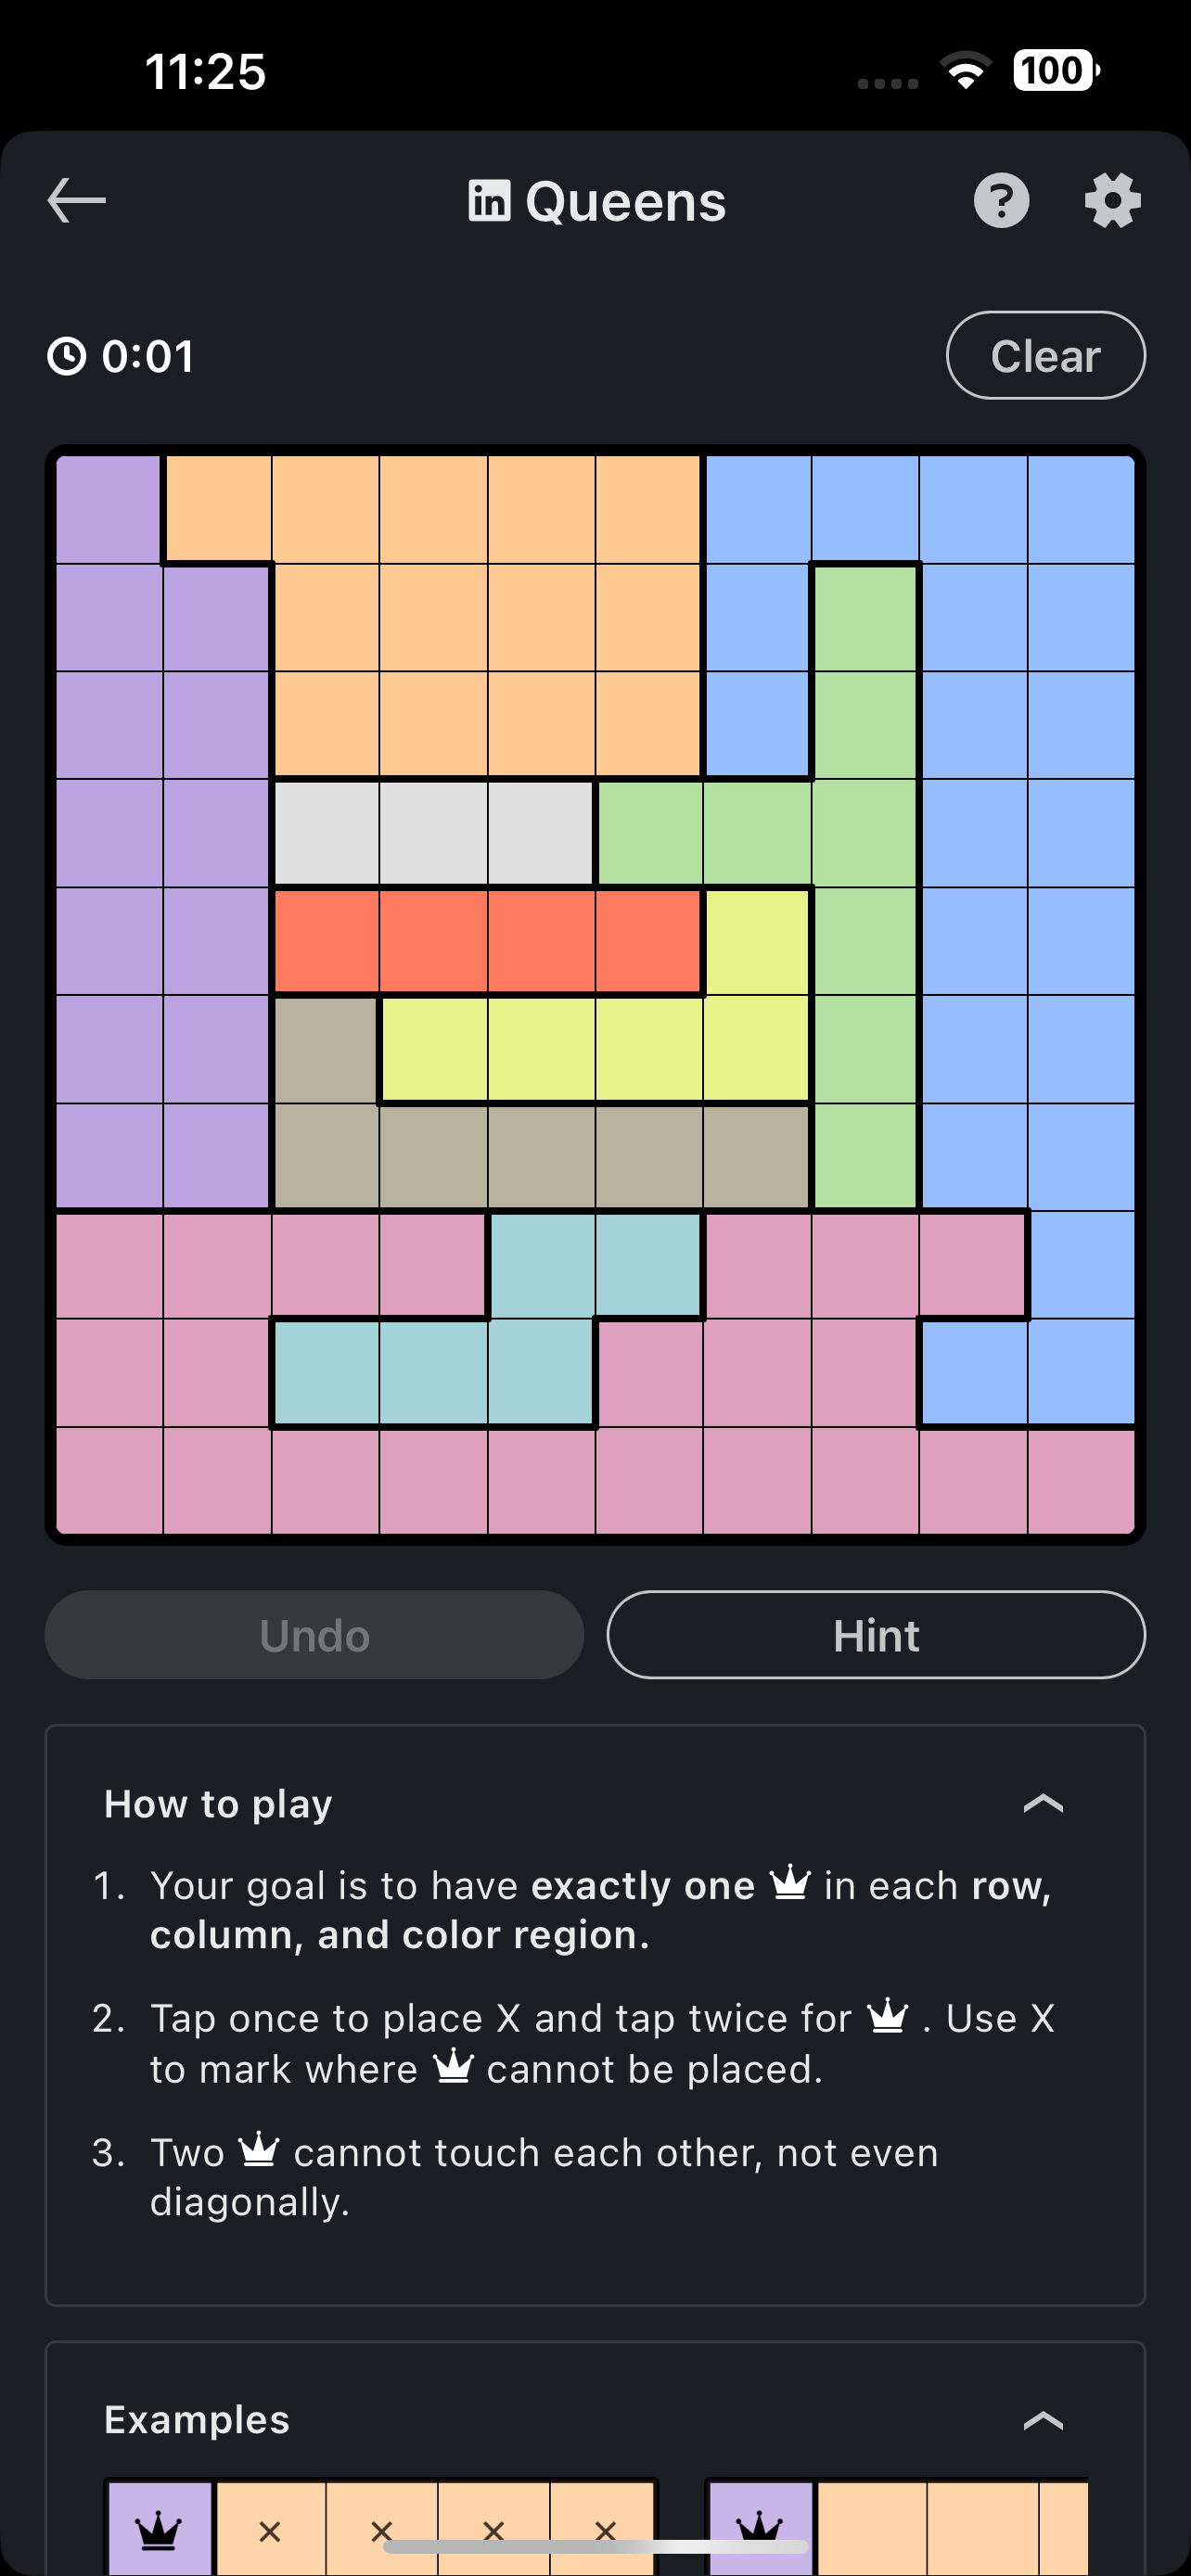 11:25
100
in Queens
?
0:01
Clear
Undo
Hint
How to play
1. Your goal is to have exactly one in each row,
column, and color region.
2. Tap once to place X and tap twice for . Use X
to mark where cannot be placed.
3. Two cannot touch each other, not even
diagonally.
Examples
× × × ×